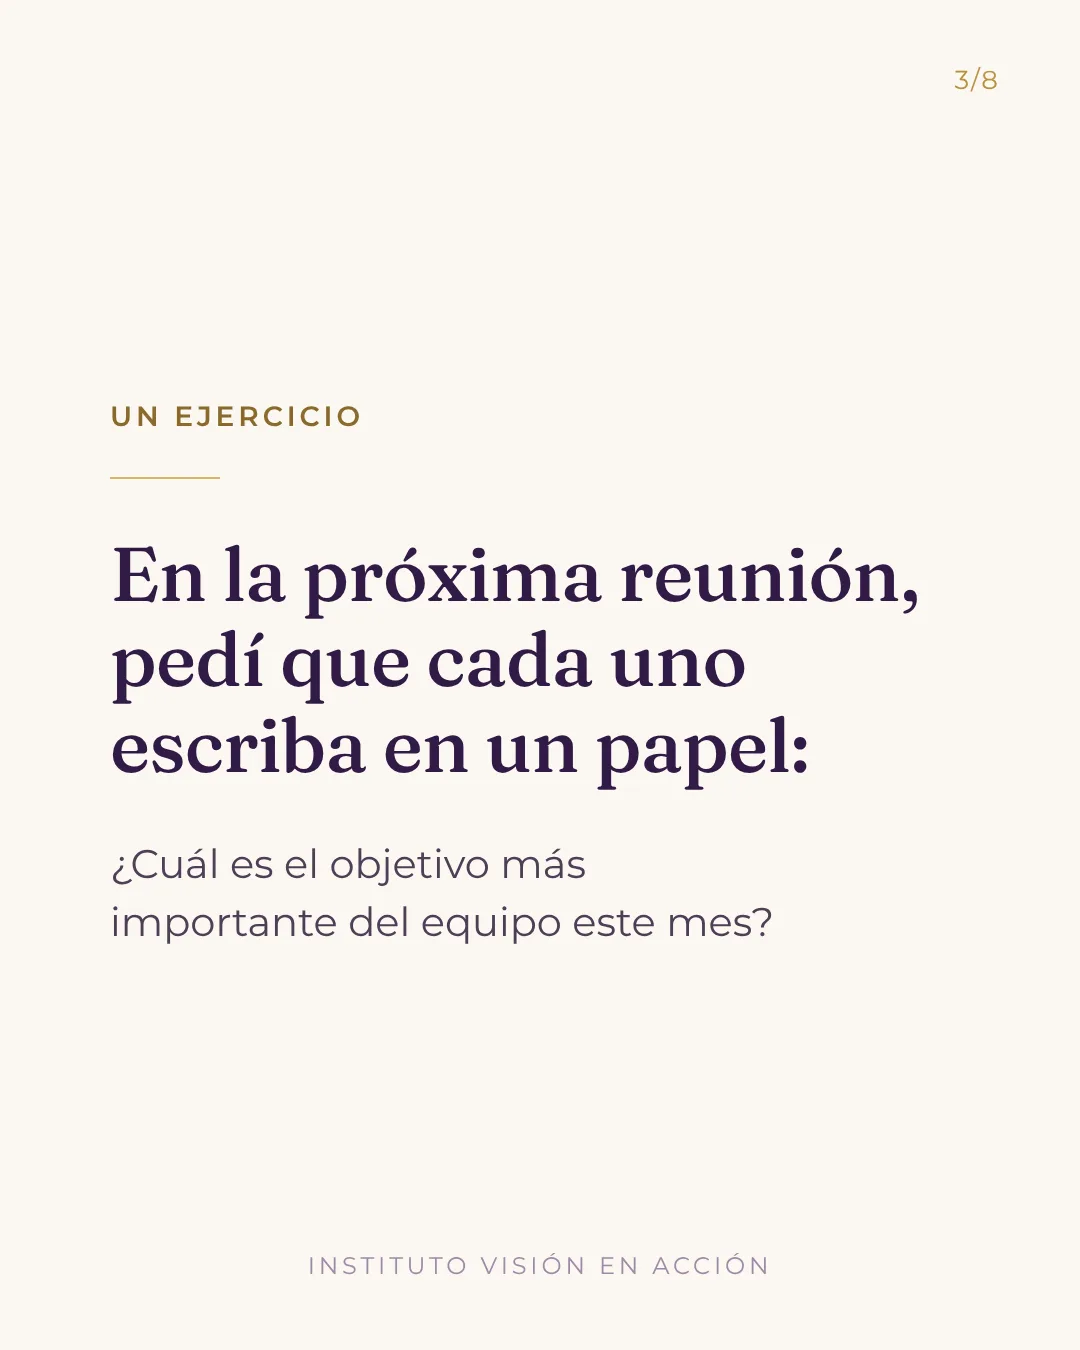 3/8
UN EJERCICIO
En la próxima reunión,
pedí que cada uno
escriba en un papel:
¿Cuál es el objetivo más
importante del equipo este mes?
INSTITUTO VISIÓN EN ACCIÓN